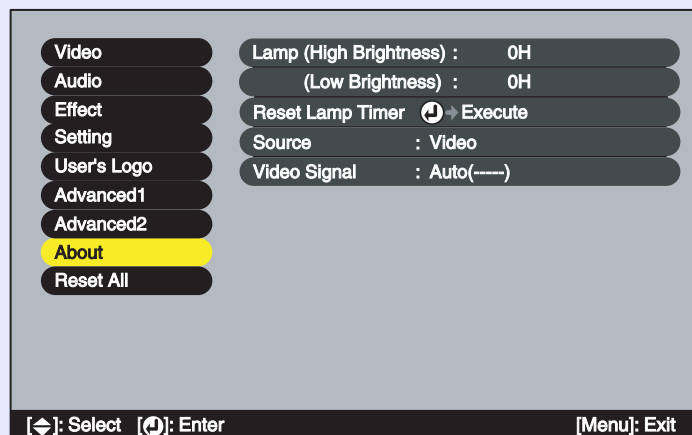 Video
Audio
Effect
Setting
User's Logo
Advanced1
Advanced2
About
Reset All
Lamp (High Brightness) : 0H
(Low Brightness) : 0H
Reset Lamp Timer Execute
Source : Video
Video Signal : Auto(-----)
[ ]: Select [ ]: Enter [Menu]: Exit